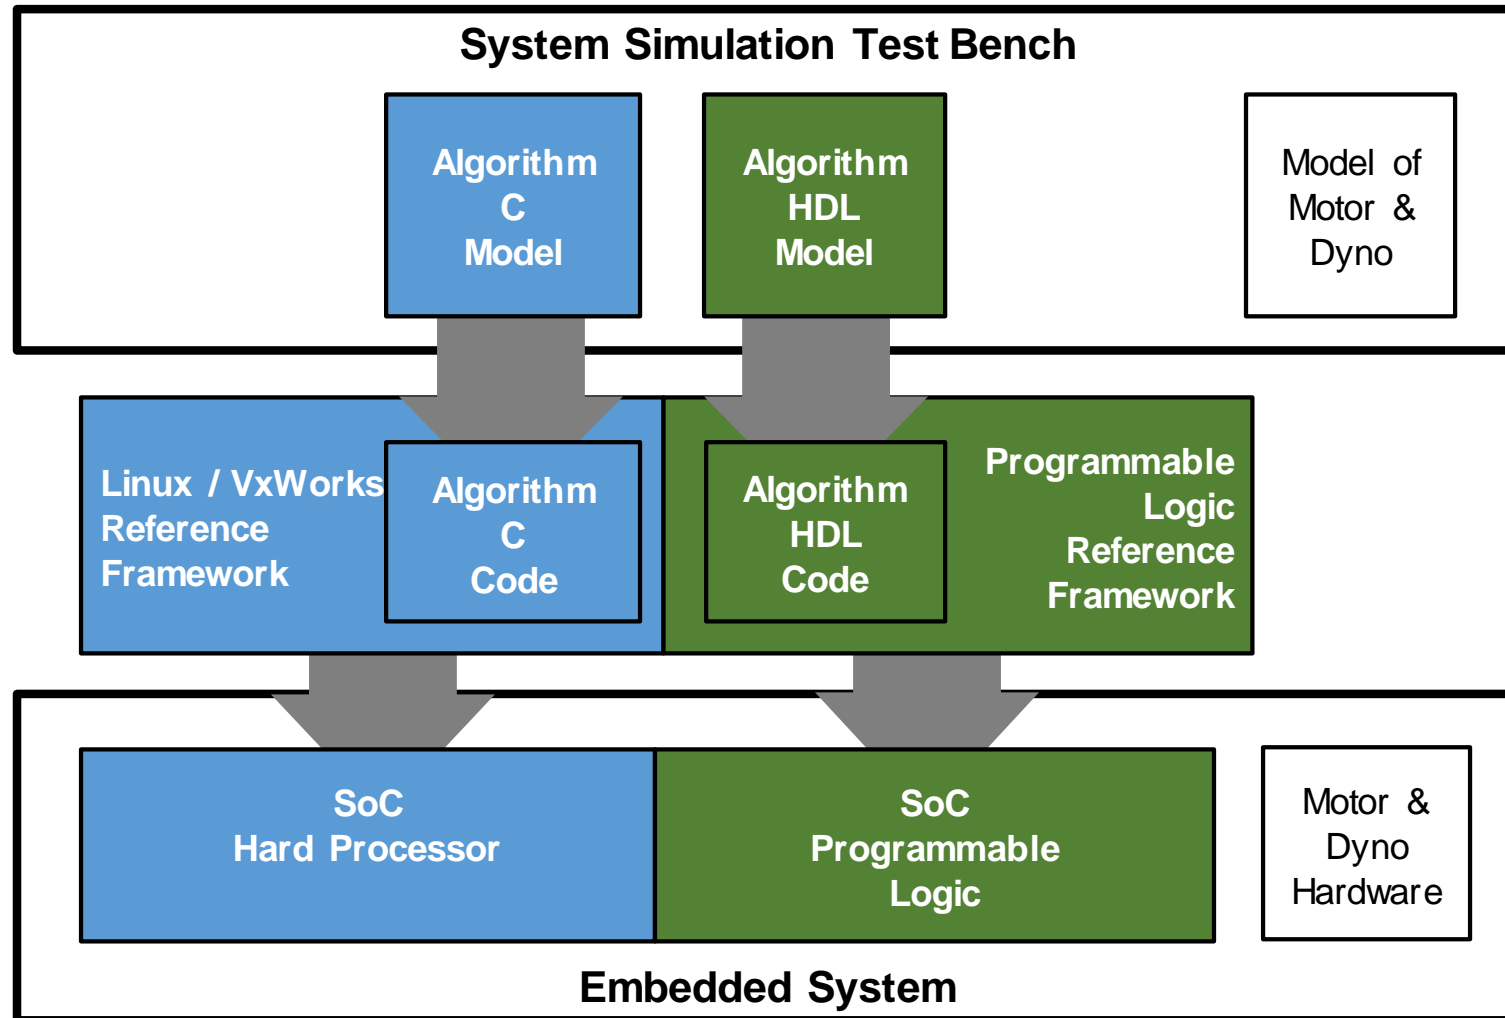 System Simulation Test Bench
Algorithm
C
Model
Algorithm
HDL
Model
Model of
Motor &
Dyno
Linux / VxWorks
Reference
Framework
Algorithm
C
Code
Algorithm
HDL
Code
Programmable
Logic
Reference
Framework
SoC
Hard Processor
SoC
Programmable
Logic
Motor &
Dyno
Hardware
Embedded System